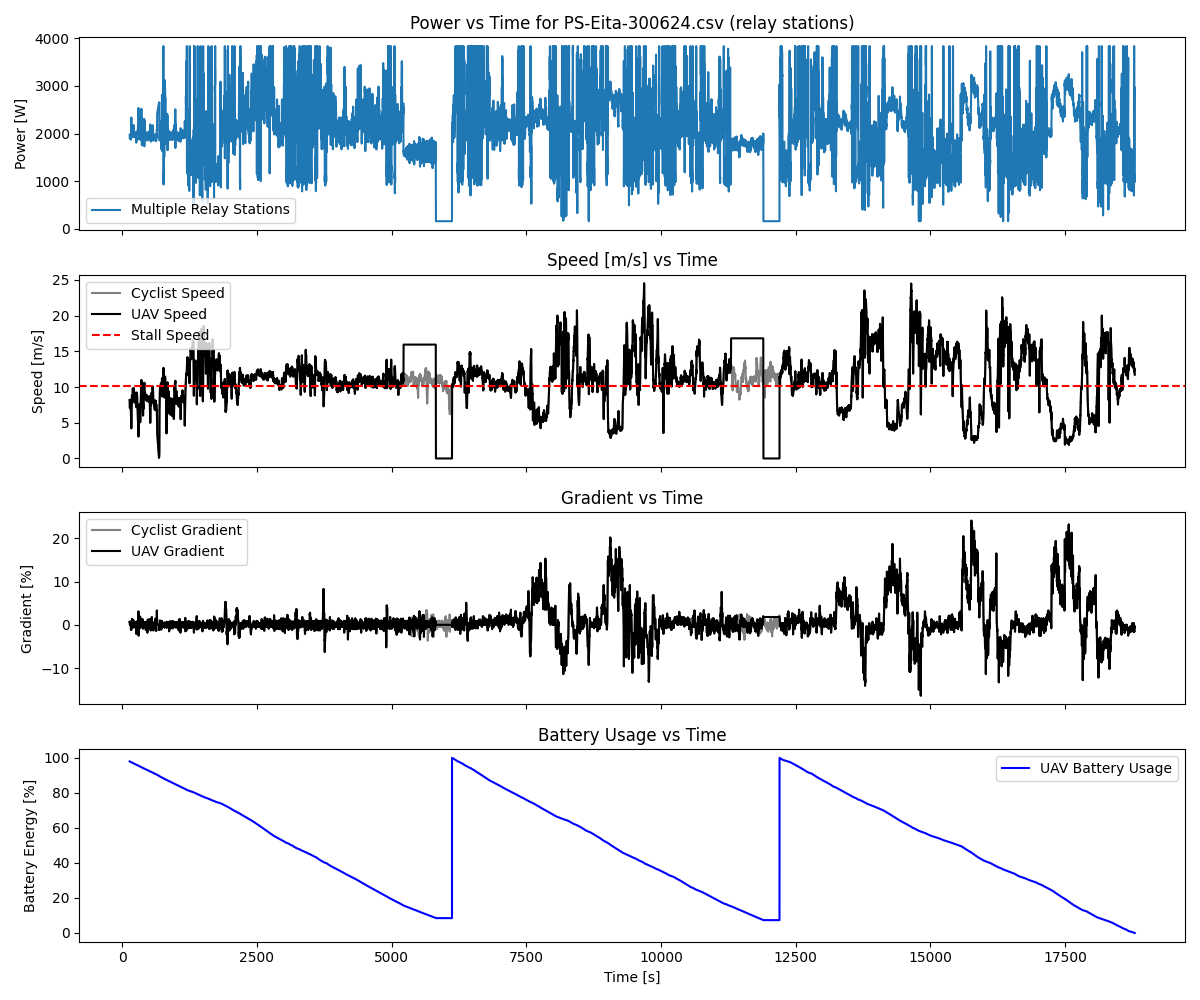 Power vs Time for PS-Eita-300624.csv (relay stations)
4000
3000
2000
1000
0
Power [W]
Multiple Relay Stations
Speed [m/s] vs Time
25
20
15
10
5
0
Speed [m/s]
Cyclist Speed
UAV Speed
Stall Speed
Gradient vs Time
20
10
0
−10
Gradient [%]
Cyclist Gradient
UAV Gradient
Battery Usage vs Time
100
80
60
40
20
0
Battery Energy [%]
UAV Battery Usage
0 2500 5000 7500 10000 12500 15000 17500
Time [s]